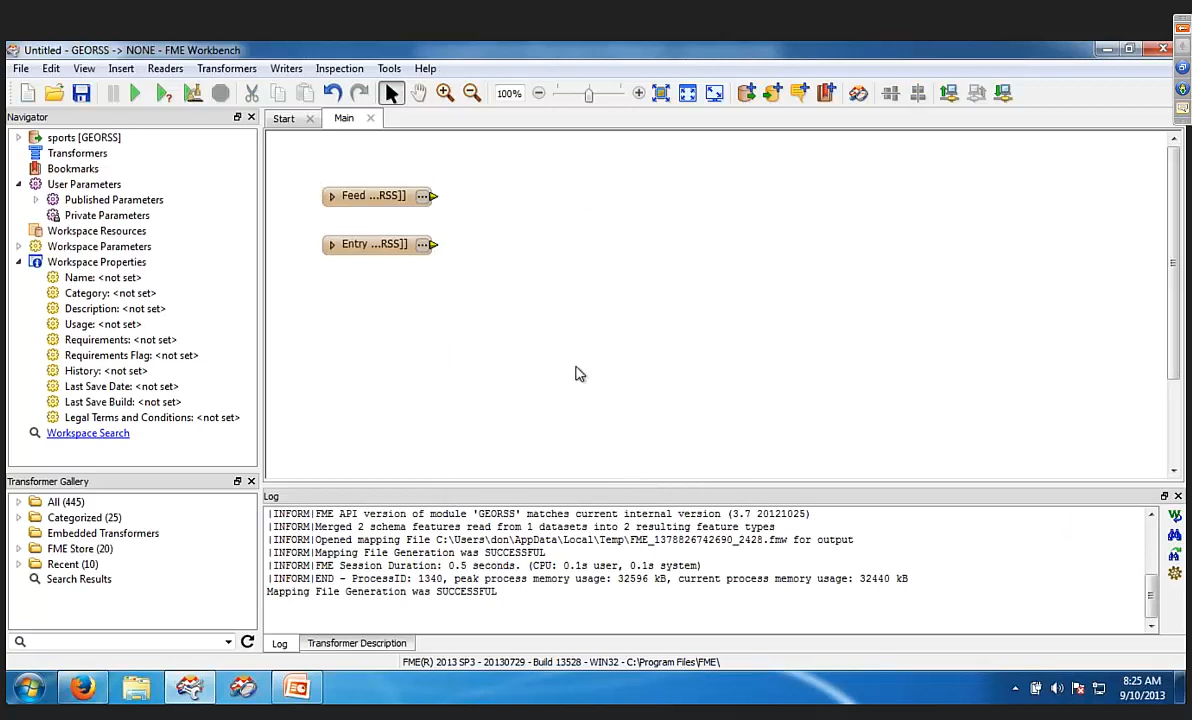 Untitled - GEORSS -> NONE - FME Workbench
File Edit View Insert Readers Transformers Writers Inspection Tools Help
100%
Navigator
Start Main
sports [GEORSS]
Transformers
Bookmarks
User Parameters
Published Parameters
Private Parameters
Workspace Resources
Workspace Parameters
Workspace Properties
Name: <not set>
Category: <not set>
Description: <not set>
Usage: <not set>
Requirements: <not set>
Requirements Flag: <not set>
History: <not set>
Last Save Date: <not set>
Last Save Build: <not set>
Legal Terms and Conditions: <not set>
Workspace Search
Feed ...RSS]]
Entry ...RSS]]
Transformer Gallery
All (445)
Categorized (25)
Embedded Transformers
FME Store (20)
Recent (10)
Search Results
Log
|INFORM|FME API version of module 'GEORSS' matches current internal version (3.7 20121025)
|INFORM|Merged 2 schema features read from 1 datasets into 2 resulting feature types
|INFORM|Opened mapping File C:\Users\don\AppData\Local\Temp\FME_1378826742690_2428.fmw for output
|INFORM|Mapping File Generation was SUCCESSFUL
|INFORM|FME Session Duration: 0.5 seconds. (CPU: 0.1s user, 0.1s system)
|INFORM|END - ProcessID: 1340, peak process memory usage: 32596 kB, current process memory usage: 32440 kB
Mapping File Generation was SUCCESSFUL
Log Transformer Description
FME(R) 2013 SP3 - 20130729 - Build 13528 - WIN32 - C:\Program Files\FME\
8:25 AM
9/10/2013